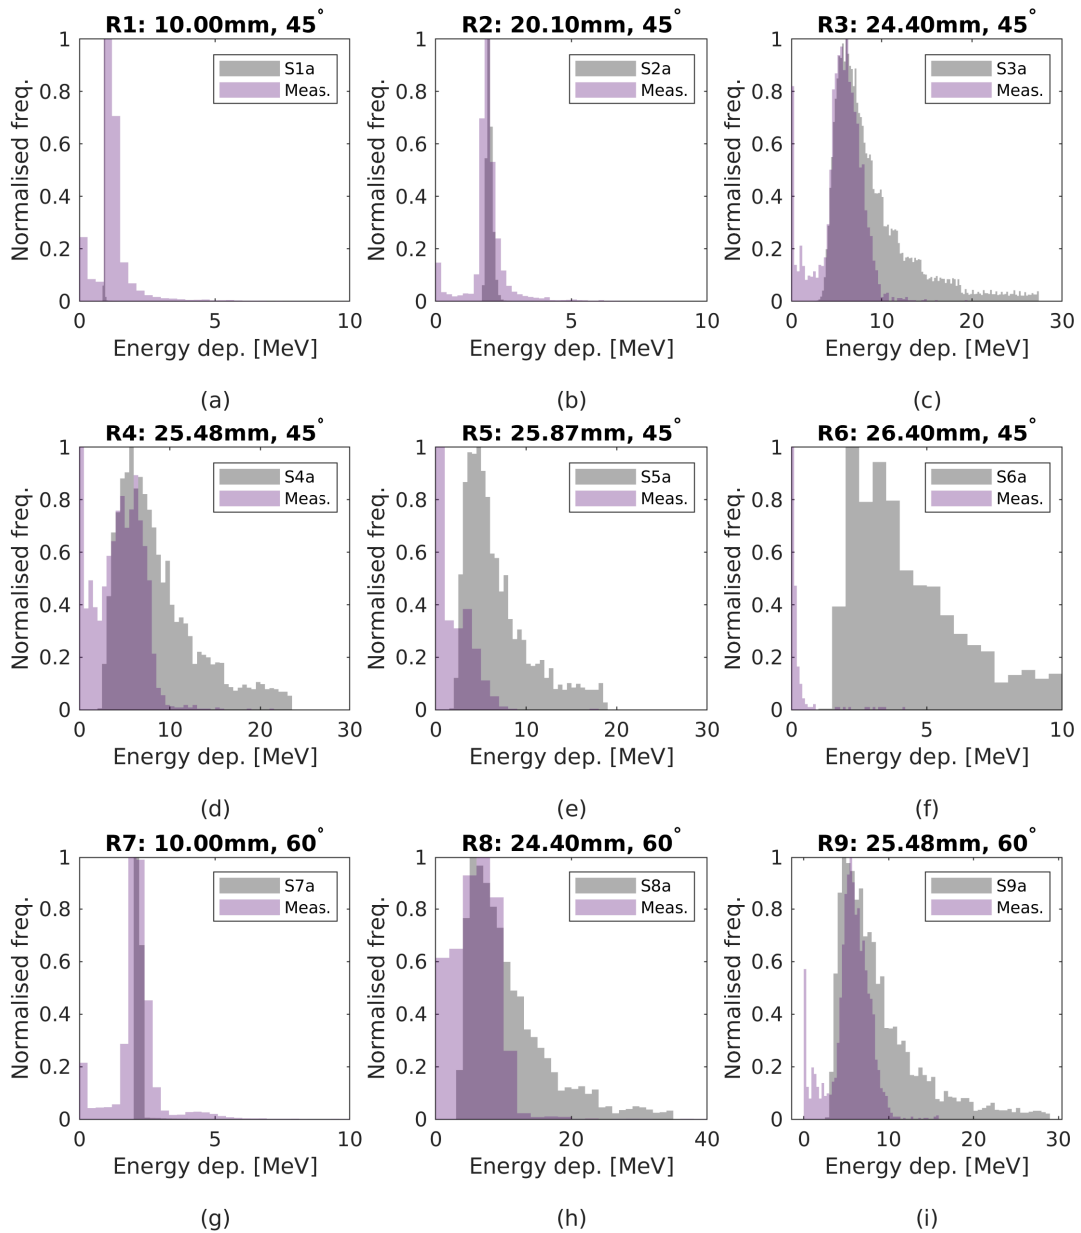 R1: 10.00mm, 45°
R2: 20.10mm, 45°
R3: 24.40mm, 45°
Normalised freq.
1
0.8
0.6
0.4
0.2
0
0
5
10
S1a
Meas.
Energy dep. [MeV]
(a)
Normalised freq.
1
0.8
0.6
0.4
0.2
0
0
5
10
S2a
Meas.
Energy dep. [MeV]
(b)
Normalised freq.
1
0.8
0.6
0.4
0.2
0
0
10
20
30
S3a
Meas.
Energy dep. [MeV]
(c)
R4: 25.48mm, 45°
R5: 25.87mm, 45°
R6: 26.40mm, 45°
Normalised freq.
1
0.8
0.6
0.4
0.2
0
0
10
20
30
S4a
Meas.
Energy dep. [MeV]
(d)
Normalised freq.
1
0.8
0.6
0.4
0.2
0
0
10
20
30
S5a
Meas.
Energy dep. [MeV]
(e)
Normalised freq.
1
0.8
0.6
0.4
0.2
0
0
5
10
S6a
Meas.
Energy dep. [MeV]
(f)
R7: 10.00mm, 60°
R8: 24.40mm, 60°
R9: 25.48mm, 60°
Normalised freq.
1
0.8
0.6
0.4
0.2
0
0
5
10
S7a
Meas.
Energy dep. [MeV]
(g)
Normalised freq.
1
0.8
0.6
0.4
0.2
0
0
20
40
S8a
Meas.
Energy dep. [MeV]
(h)
Normalised freq.
1
0.8
0.6
0.4
0.2
0
0
10
20
30
S9a
Meas.
Energy dep. [MeV]
(i)